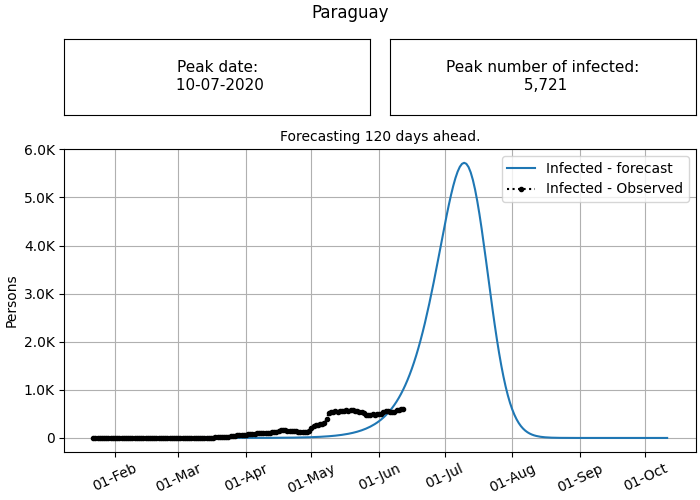 Paraguay
Peak date:
10-07-2020
Peak number of infected:
5,721
Forecasting 120 days ahead.
6.0K
5.0K
4.0K
3.0K
2.0K
1.0K
0
Persons
Infected - forecast
Infected - Observed
01-Feb
01-Mar
01-Apr
01-May
01-Jun
01-Jul
01-Aug
01-Sep
01-Oct